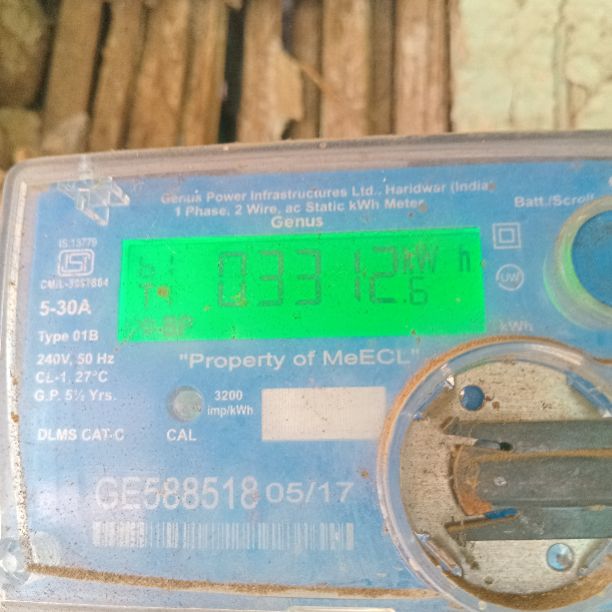 Genus Power Infrastructures Ltd., Haridwar (India)
1 Phase, 2 Wire, ac Static kWh Meter
Genus
Batt./Scroll
IS:13779
5-30A
Type 01B
240V, 50 Hz
CL-1, 27°C
G.P. 5½ Yrs.
DLMS CAT-C
03312.6 kW h
UW
kWh
"Property of MeECL"
3200
imp/kWh
CAL
GE588518 05/17